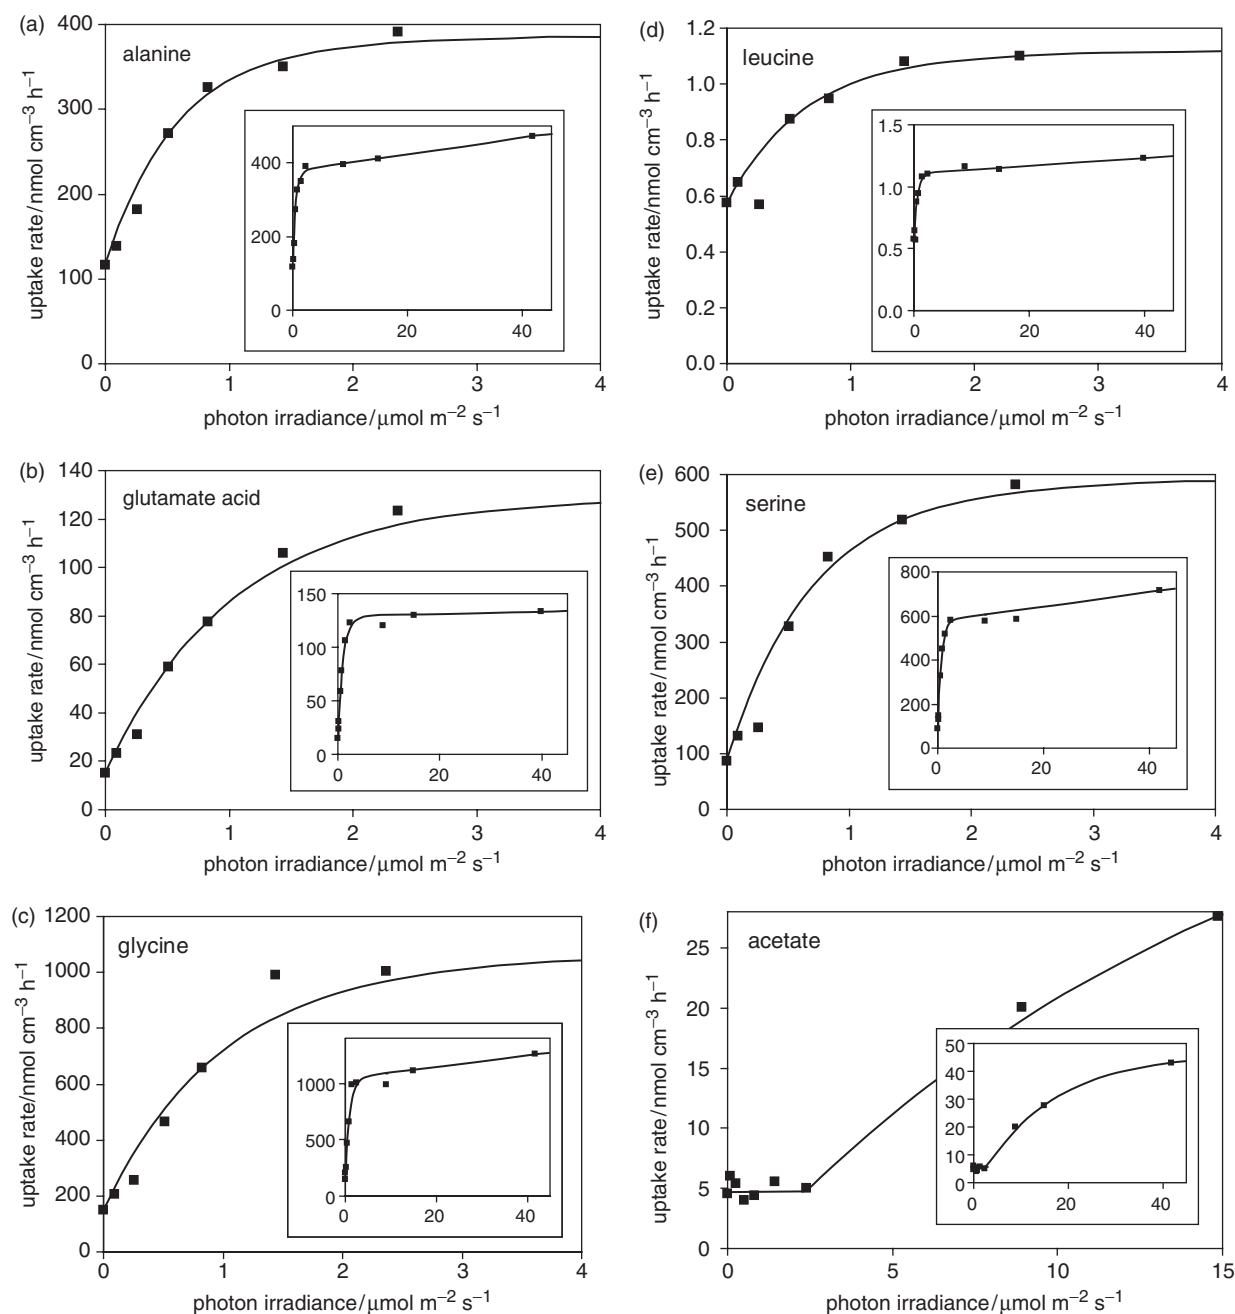 (a)
alanine
uptake rate/nmol cm⁻³ h⁻¹
400
300
200
100
0
0 1 2 3 4
photon irradiance/μmol m⁻² s⁻¹
400
200
0
0 20 40
(d)
leucine
uptake rate/nmol cm⁻³ h⁻¹
1.2
1.0
0.8
0.6
0.4
0.2
0.0
0 1 2 3 4
photon irradiance/μmol m⁻² s⁻¹
1.5
1.0
0.5
0.0
0 20 40
(b)
glutamate acid
uptake rate/nmol cm⁻³ h⁻¹
140
120
100
80
60
40
20
0
0 1 2 3 4
photon irradiance/μmol m⁻² s⁻¹
150
100
50
0
0 20 40
(e)
serine
uptake rate/nmol cm⁻³ h⁻¹
600
500
400
300
200
100
0
0 1 2 3 4
photon irradiance/μmol m⁻² s⁻¹
800
600
400
200
0
0 20 40
(c)
glycine
uptake rate/nmol cm⁻³ h⁻¹
1200
1000
800
600
400
200
0
0 1 2 3 4
photon irradiance/μmol m⁻² s⁻¹
1000
500
0
0 20 40
(f)
acetate
uptake rate/nmol cm⁻³ h⁻¹
25
20
15
10
5
0
0 5 10 15
photon irradiance/μmol m⁻² s⁻¹
50
40
30
20
10
0
0 20 40